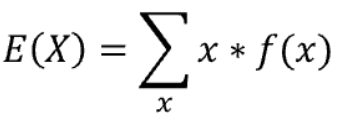 E(X) = ∑ x * f(x)
x